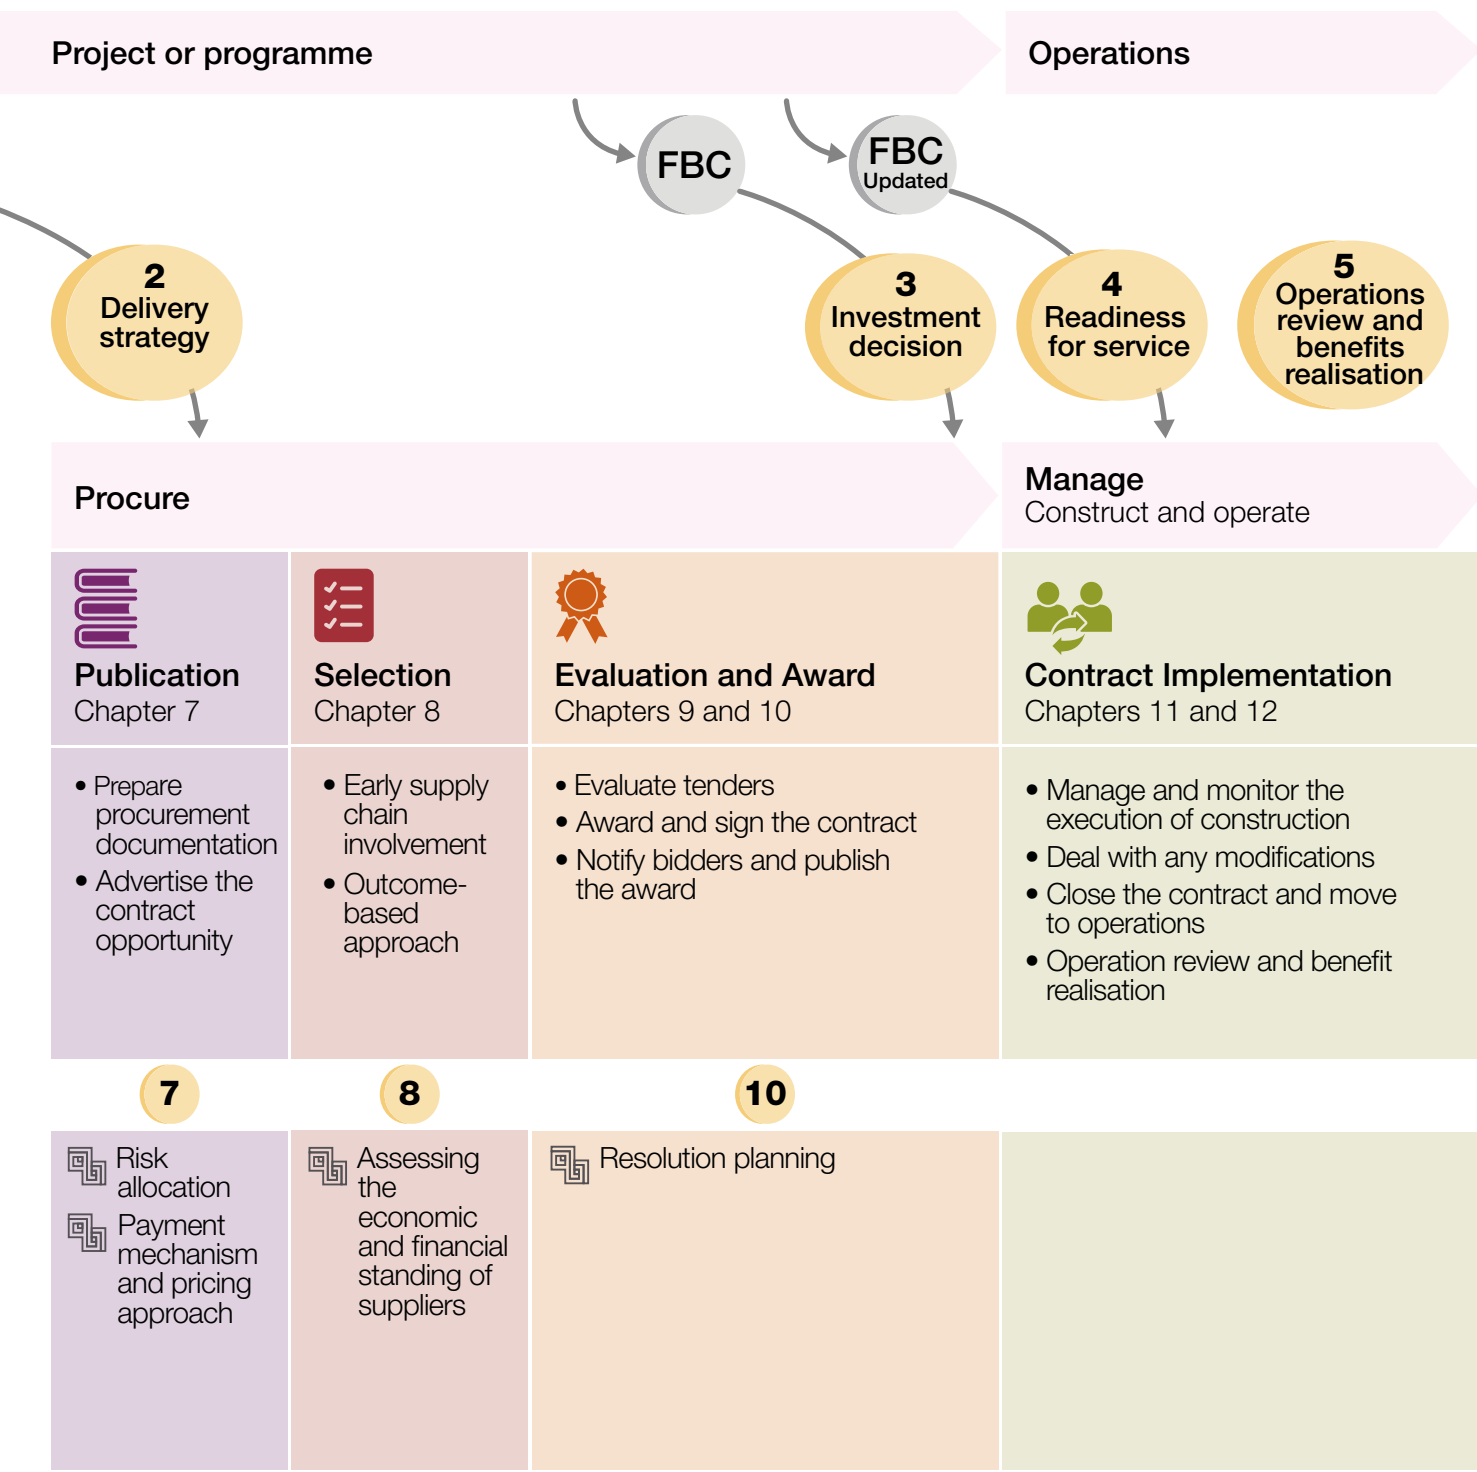 Project or programme
Operations
FBC
FBC
Updated
2
Delivery
strategy
3
Investment
decision
4
Readiness
for service
5
Operations
review and
benefits
realisation
Procure
Manage
Construct and operate
Publication
Chapter 7
• Prepare
procurement
documentation
• Advertise the
contract
opportunity
Selection
Chapter 8
• Early supply
chain
involvement
• Outcome-
based
approach
Evaluation and Award
Chapters 9 and 10
• Evaluate tenders
• Award and sign the contract
• Notify bidders and publish
the award
Contract Implementation
Chapters 11 and 12
• Manage and monitor the
execution of construction
• Deal with any modifications
• Close the contract and move
to operations
• Operation review and benefit
realisation
7
Risk
allocation
Payment
mechanism
and pricing
approach
8
Assessing
the
economic
and financial
standing of
suppliers
10
Resolution planning